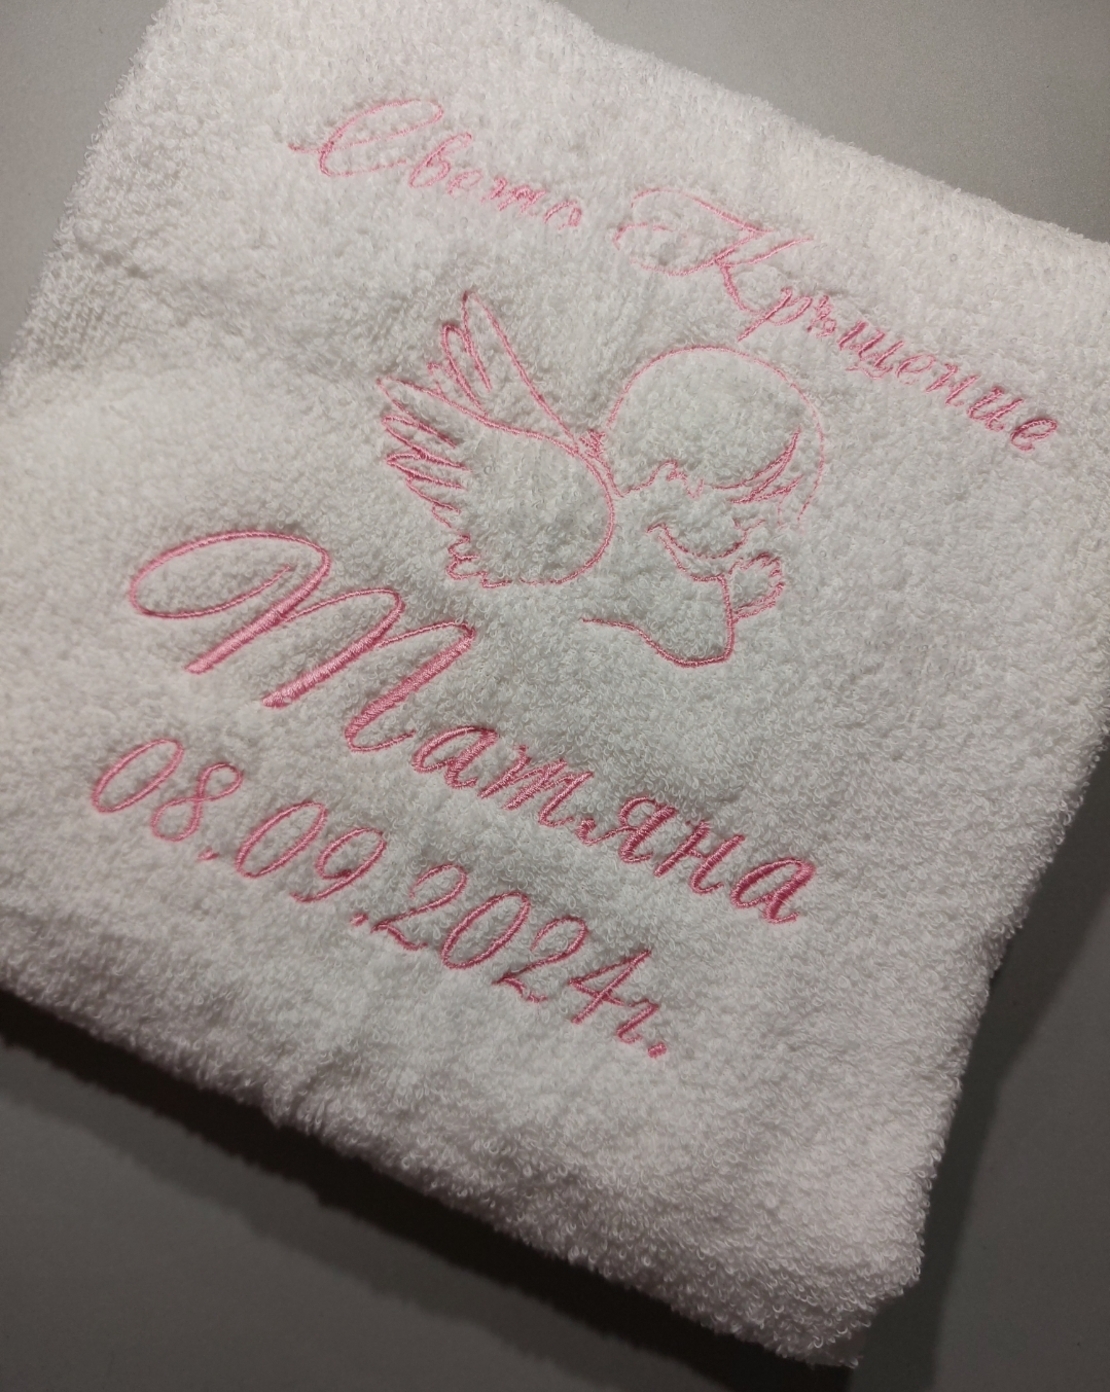 Свето Кръщение
Татяна
08.09.2024г.